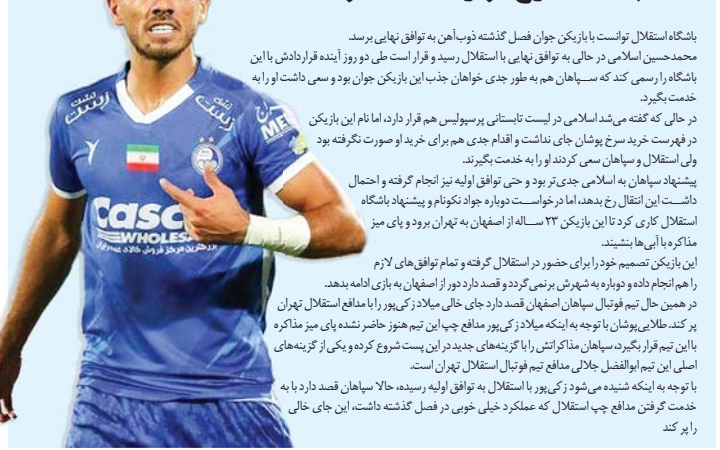 باشگاه استقلال توانست با بازیکن جوان فصل گذشته ذوب‌آهن به توافق نهایی برسد.
محمدحسین اسلامی در حالی به توافق نهایی با استقلال رسید و قرار است طی دو روز آینده قراردادش با این
باشگاه را رسمی کند که سپاهان هم به طور جدی خواهان جذب این بازیکن جوان بود و سعی داشت او را به
خدمت بگیرد.
در حالی که گفته می‌شد اسلامی در لیست تابستانی پرسپولیس هم قرار دارد، اما نام این بازیکن
در فهرست خرید سرخ پوشان جای نداشت و اقدام جدی هم برای خرید او صورت نگرفته بود
ولی استقلال و سپاهان سعی کردند او را به خدمت بگیرند.
پیشنهاد سپاهان به اسلامی جدی‌تر بود و حتی توافق اولیه نیز انجام گرفته و احتمال
داشت این انتقال رخ بدهد، اما درخواست دوباره جواد نکونام و پیشنهاد باشگاه
استقلال کاری کرد تا این بازیکن ۲۳ ساله از اصفهان به تهران برود و پای میز
مذاکره با آبی‌ها بنشیند.
این بازیکن تصمیم خود را برای حضور در استقلال گرفته و تمام توافق‌های لازم
را هم انجام داده و دوباره به شهرش برنمی‌گردد و قصد دارد دور از اصفهان به بازی ادامه بدهد.
در همین حال تیم فوتبال سپاهان اصفهان قصد دارد جای خالی میلاد زکی‌پور را با مدافع استقلال تهران
پر کند. طلایی‌پوشان با توجه به اینکه میلاد زکی‌پور مدافع چپ این تیم هنوز حاضر نشده پای میز مذاکره
با این تیم قرار بگیرد، سپاهان مذاکراتش را با گزینه‌های جدید در این پست شروع کرده و یکی از گزینه‌های
اصلی این تیم ابوالفضل جلالی مدافع تیم فوتبال استقلال تهران است.
با توجه به اینکه شنیده می‌شود زکی‌پور با استقلال به توافق اولیه رسیده، حالا سپاهان قصد دارد با به
خدمت گرفتن مدافع چپ استقلال که عملکرد خیلی خوبی در فصل گذشته داشت، این جای خالی
را پر کند
زیست
زیست
Casc
WHOLES
بزرگترین مرکز فروش کالای عمده ایران